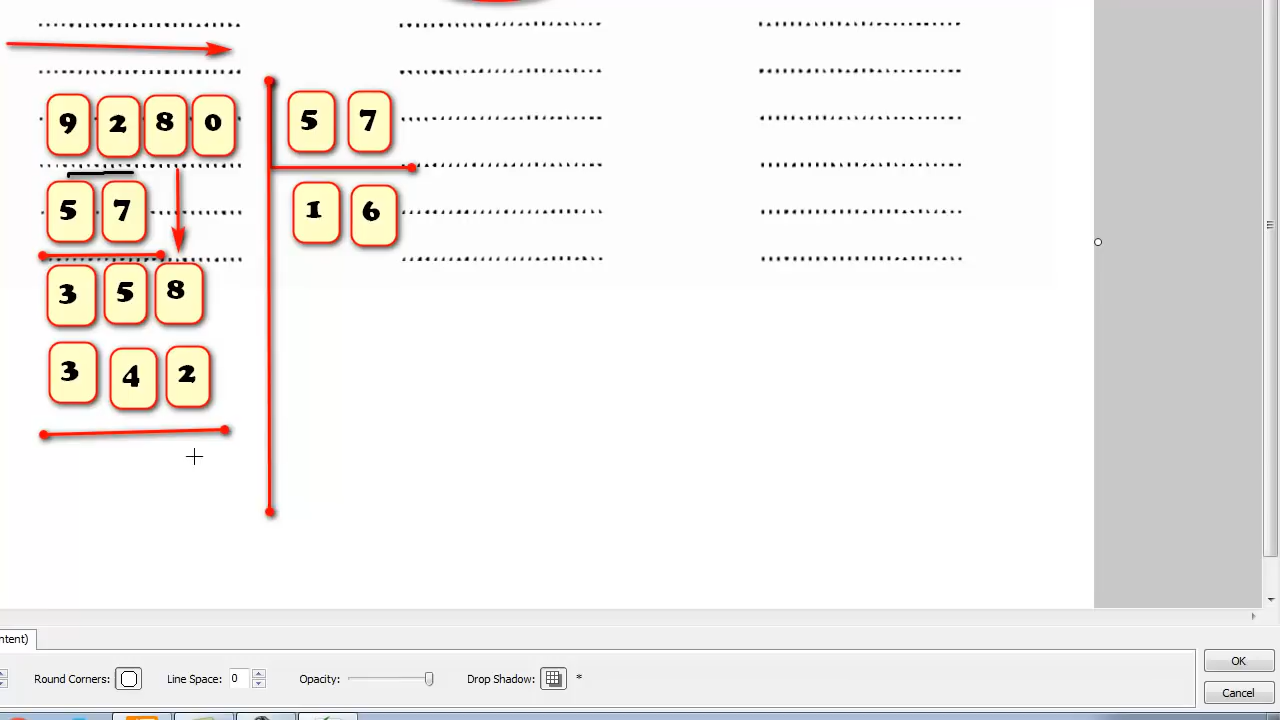 9 2 8 0 5 7
5 7 1 6
3 5 8
3 4 2
ntent)
Round Corners: Line Space: 0 Opacity: Drop Shadow: *
OK
Cancel